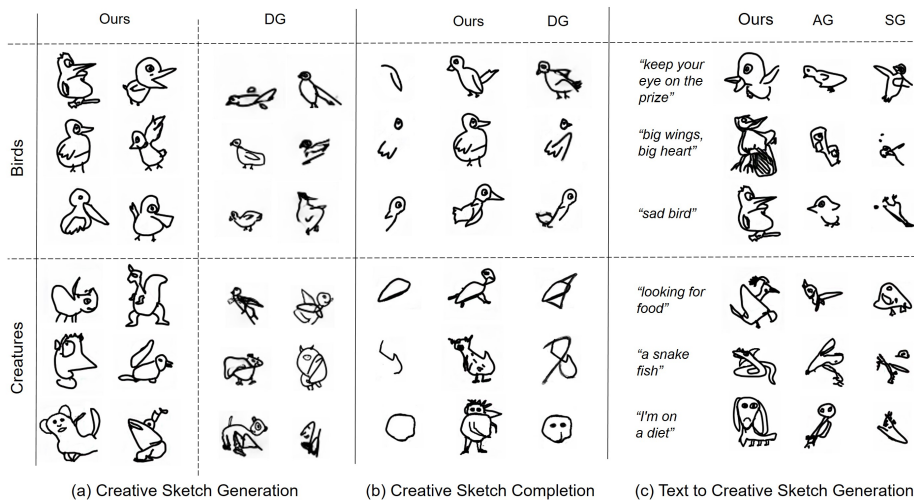 Ours DG Ours DG Ours AG SG
Birds
“keep your
eye on the
prize”
“big wings,
big heart”
“sad bird”
Creatures
“looking for
food”
“a snake
fish”
“I'm on
a diet”
(a) Creative Sketch Generation (b) Creative Sketch Completion (c) Text to Creative Sketch Generation